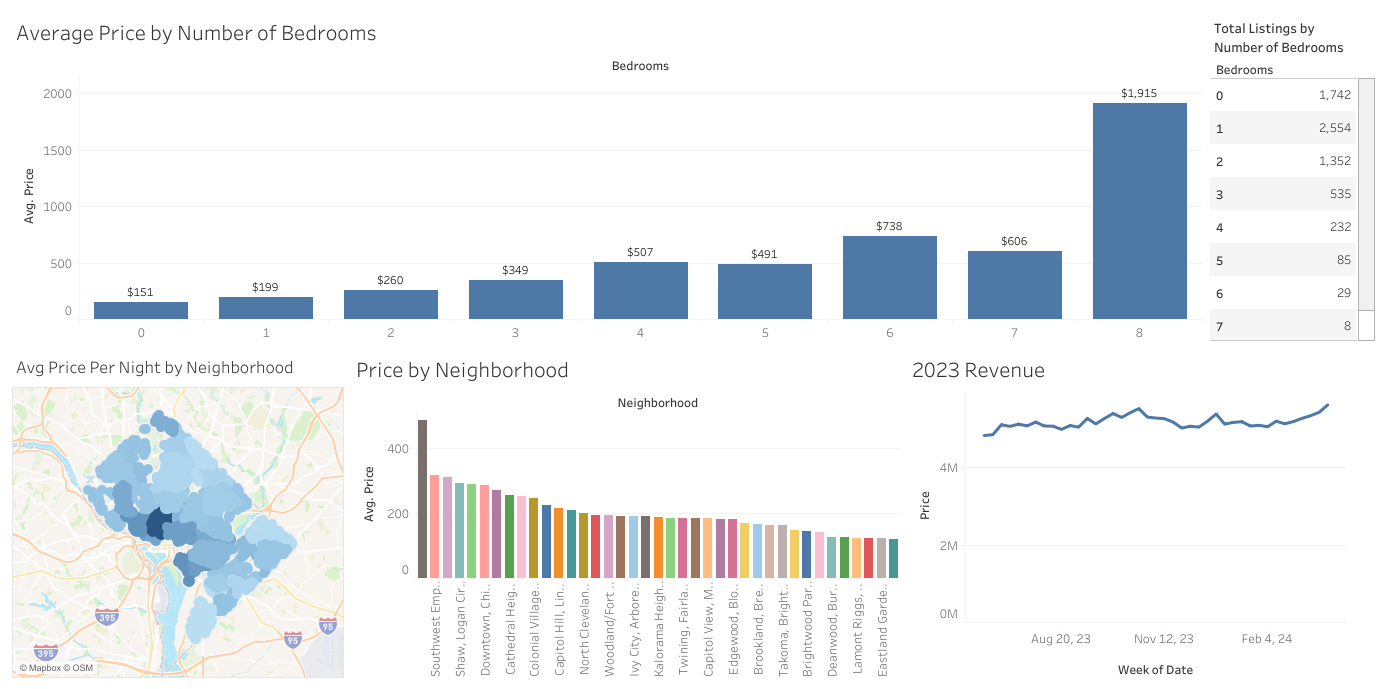 Average Price by Number of Bedrooms
Bedrooms
Avg. Price
2000
1500
1000
500
0
$151
$199
$260
$349
$507
$491
$738
$606
$1,915
0 1 2 3 4 5 6 7 8
Total Listings by
Number of Bedrooms
Bedrooms
0 1,742
1 2,554
2 1,352
3 535
4 232
5 85
6 29
7 8
Avg Price Per Night by Neighborhood
395
395
95
95
© Mapbox © OSM
Price by Neighborhood
Neighborhood
Avg. Price
400
200
0
Southwest Emp..
Shaw, Logan Cir..
Downtown, Chi..
Cathedral Heig..
Colonial Village..
Capitol Hill, Lin..
North Clevelan..
Woodland/Fort ..
Ivy City, Arbore..
Kalorama Heigh..
Twining, Fairla..
Capitol View, M..
Edgewood, Blo..
Brookland, Bre..
Takoma, Bright..
Brightwood Par..
Deanwood, Bur..
Lamont Riggs, ..
Eastland Garde..
2023 Revenue
Price
4M
2M
0M
Aug 20, 23 Nov 12, 23 Feb 4, 24
Week of Date